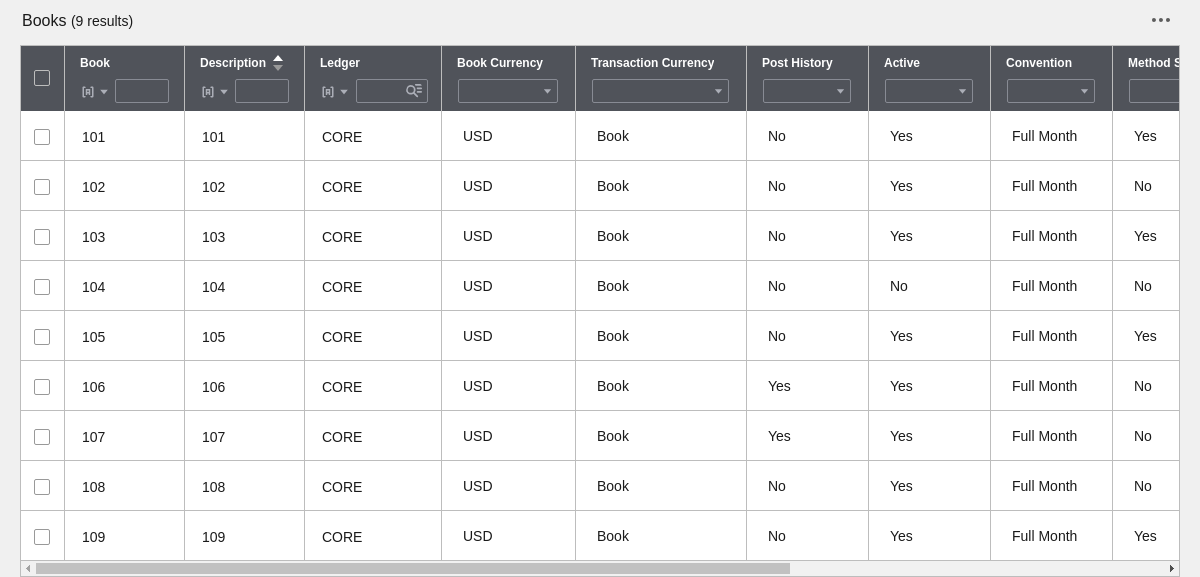 Books (9 results)
Book Description Ledger Book Currency Transaction Currency Post History Active Convention Method S
101 101 CORE USD Book No Yes Full Month Yes
102 102 CORE USD Book No Yes Full Month No
103 103 CORE USD Book No Yes Full Month Yes
104 104 CORE USD Book No No Full Month No
105 105 CORE USD Book No Yes Full Month Yes
106 106 CORE USD Book Yes Yes Full Month No
107 107 CORE USD Book Yes Yes Full Month No
108 108 CORE USD Book No Yes Full Month No
109 109 CORE USD Book No Yes Full Month Yes